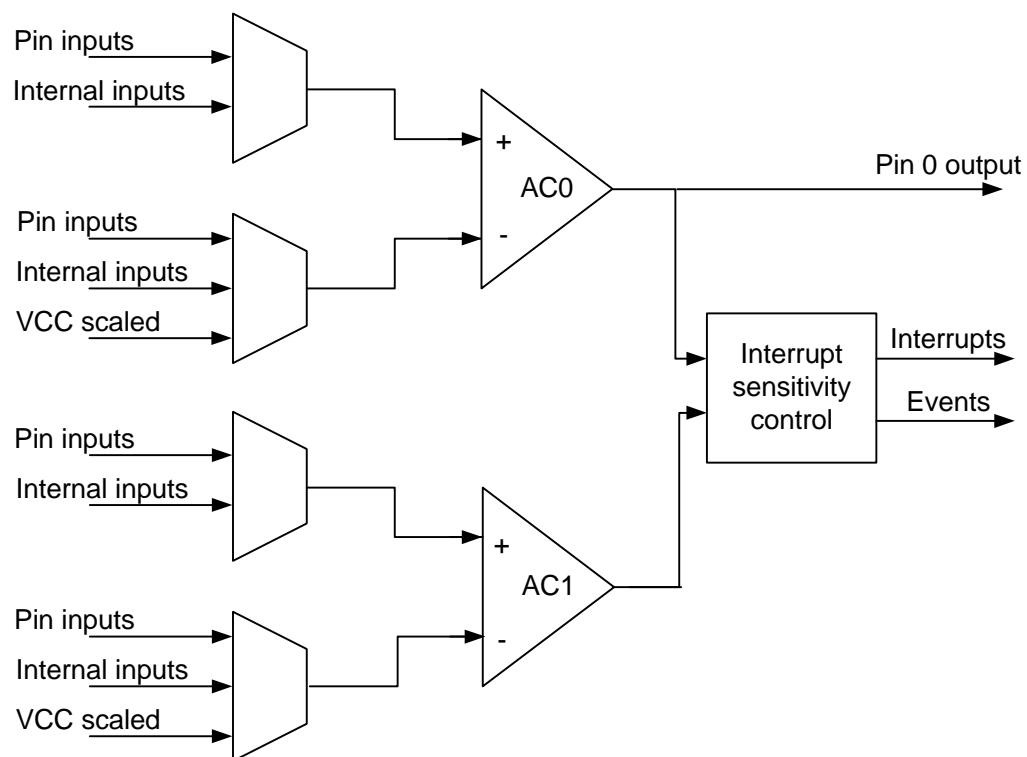 Pin inputs
Internal inputs
+
AC0
-
Pin 0 output
Pin inputs
Internal inputs
VCC scaled
Interrupt
sensitivity
control
Interrupts
Events
Pin inputs
Internal inputs
+
AC1
-
Pin inputs
Internal inputs
VCC scaled